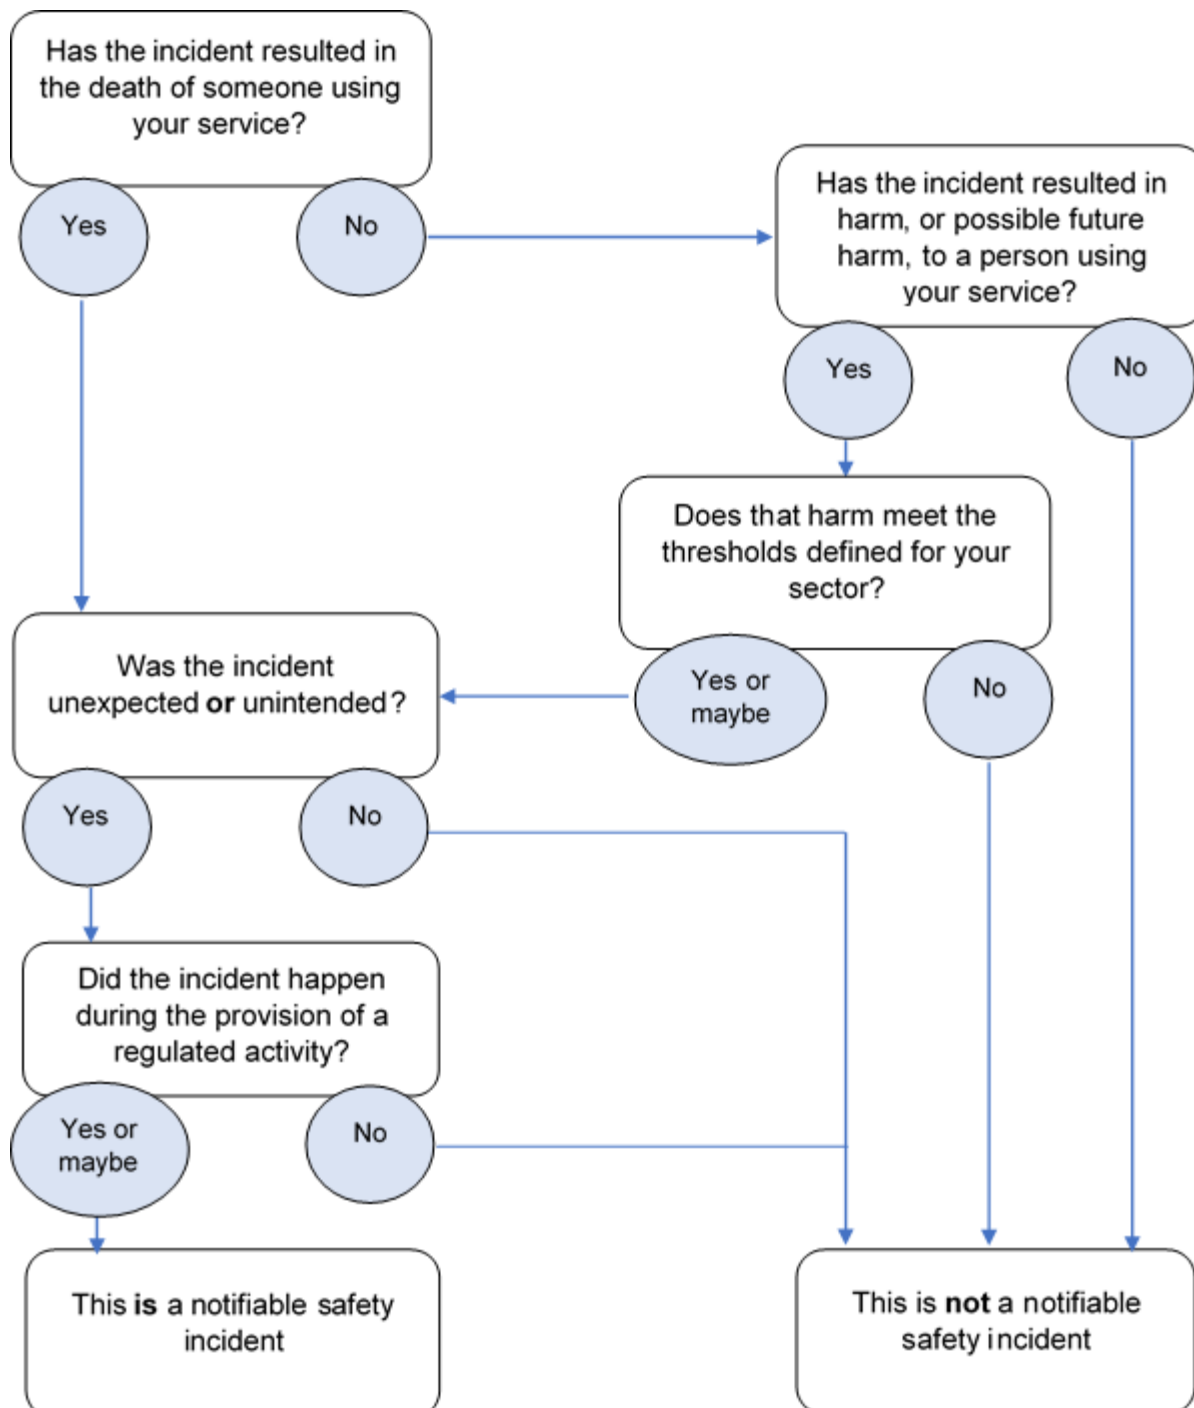 Has the incident resulted in
the death of someone using
your service?
Yes
No
Has the incident resulted in
harm, or possible future
harm, to a person using
your service?
Yes
No
Does that harm meet the
thresholds defined for your
sector?
Yes or
maybe
No
Was the incident
unexpected or unintended?
Yes
No
Did the incident happen
during the provision of a
regulated activity?
Yes or
maybe
No
This is a notifiable safety
incident
This is not a notifiable
safety incident